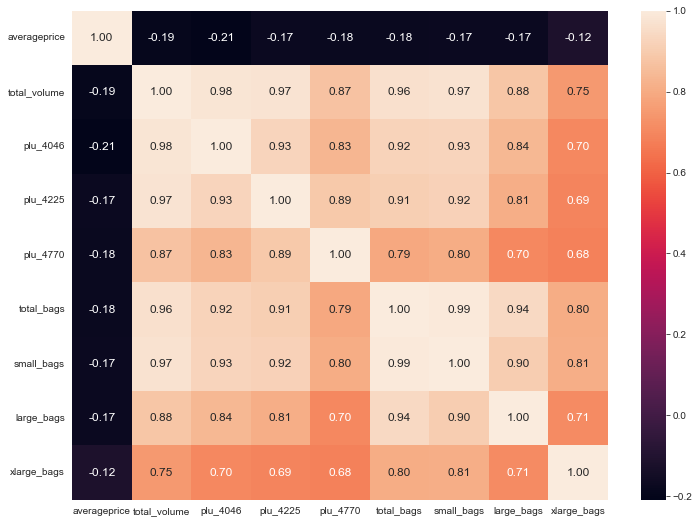 averageprice 1.00 -0.19 -0.21 -0.17 -0.18 -0.18 -0.17 -0.17 -0.12
total_volume -0.19 1.00 0.98 0.97 0.87 0.96 0.97 0.88 0.75
plu_4046 -0.21 0.98 1.00 0.93 0.83 0.92 0.93 0.84 0.70
plu_4225 -0.17 0.97 0.93 1.00 0.89 0.91 0.92 0.81 0.69
plu_4770 -0.18 0.87 0.83 0.89 1.00 0.79 0.80 0.70 0.68
total_bags -0.18 0.96 0.92 0.91 0.79 1.00 0.99 0.94 0.80
small_bags -0.17 0.97 0.93 0.92 0.80 0.99 1.00 0.90 0.81
large_bags -0.17 0.88 0.84 0.81 0.70 0.94 0.90 1.00 0.71
xlarge_bags -0.12 0.75 0.70 0.69 0.68 0.80 0.81 0.71 1.00
averageprice total_volume plu_4046 plu_4225 plu_4770 total_bags small_bags large_bags xlarge_bags
1.0
0.8
0.6
0.4
0.2
0.0
−0.2